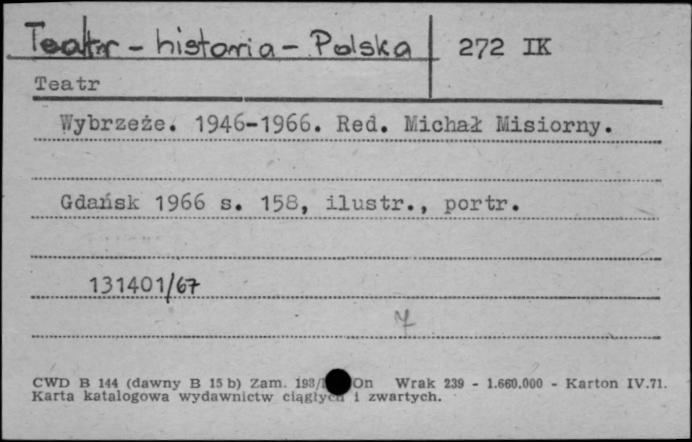 Teatr - historia - Polska 272 IK
Teatr
Wybrzeże. 1946-1966. Red. Michał Misiorny.
Gdańsk 1966 s. 158, ilustr., portr.
131401/67
7
CWD B 144 (dawny B 15 b) Zam. On Wrak 239 - 1.660.000 - Karton IV.71.
Karta katalogowa wydawnictw ciągłych i zwartych.